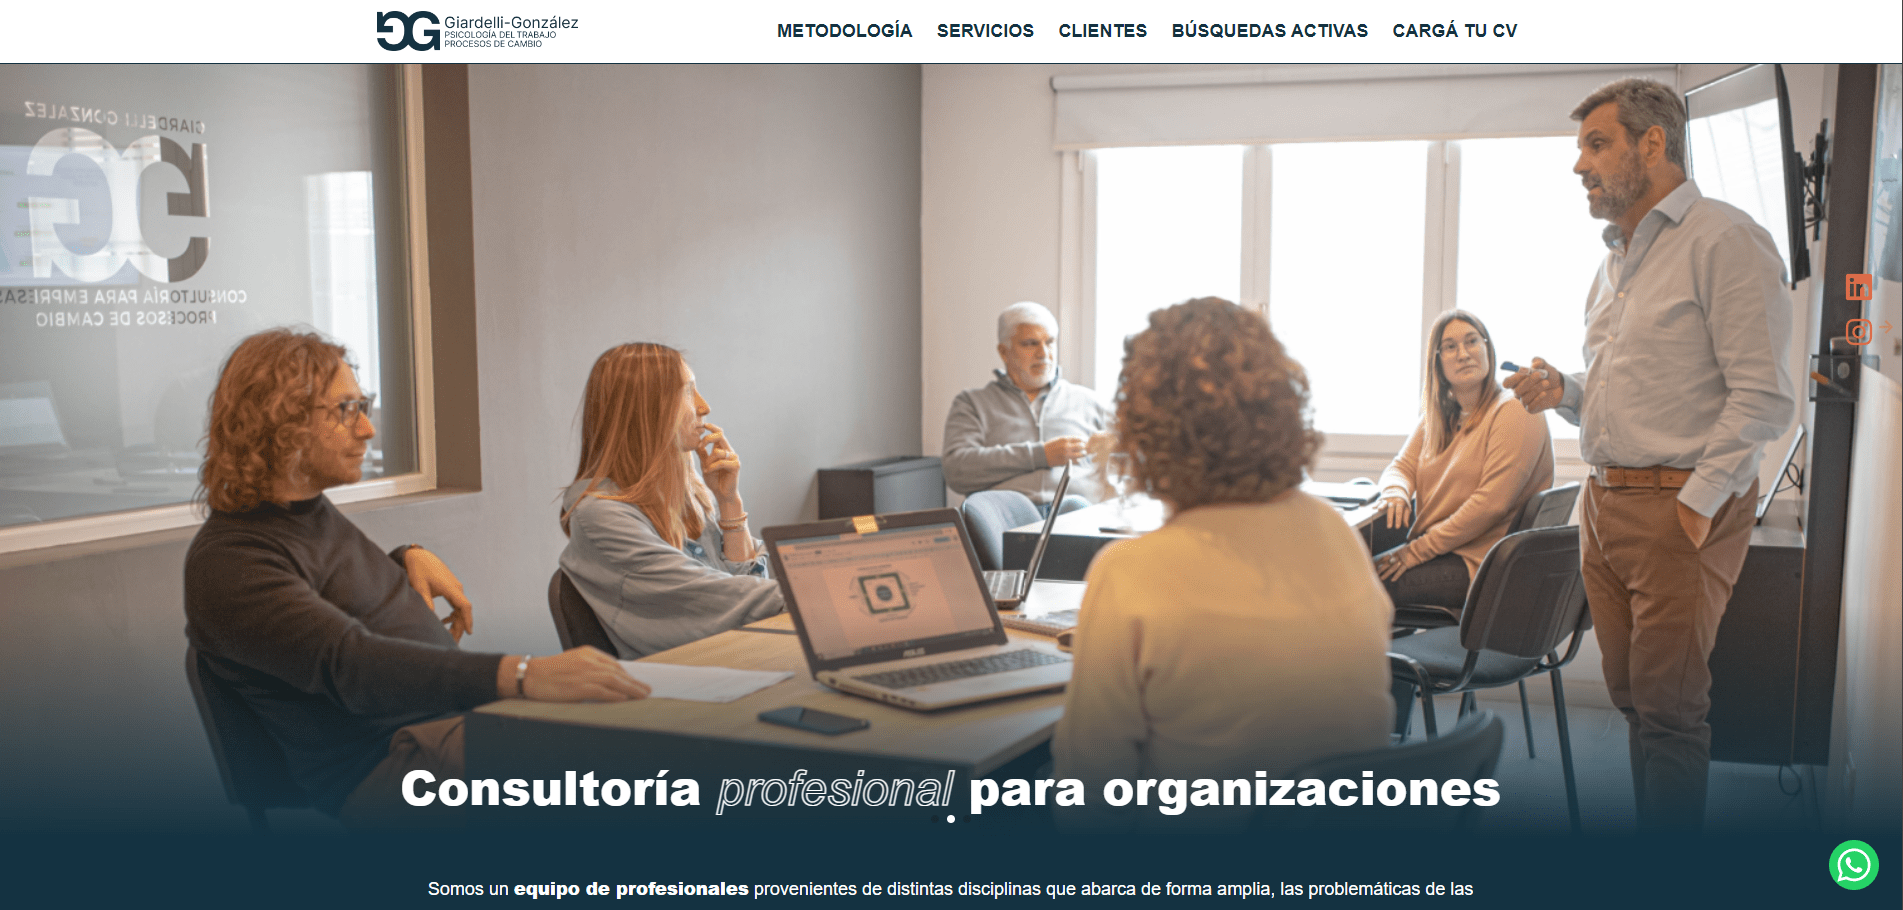 Giardelli-González
PSICOLOGÍA DEL TRABAJO
PROCESOS DE CAMBIO
METODOLOGÍA SERVICIOS CLIENTES BÚSQUEDAS ACTIVAS CARGÁ TU CV
GIARDELLI GONZALEZ
CONSULTORÍA PARA EMPRESAS
PROCESOS DE CAMBIO
ASUS
Consultoría profesional para organizaciones
Somos un equipo de profesionales provenientes de distintas disciplinas que abarca de forma amplia, las problemáticas de las